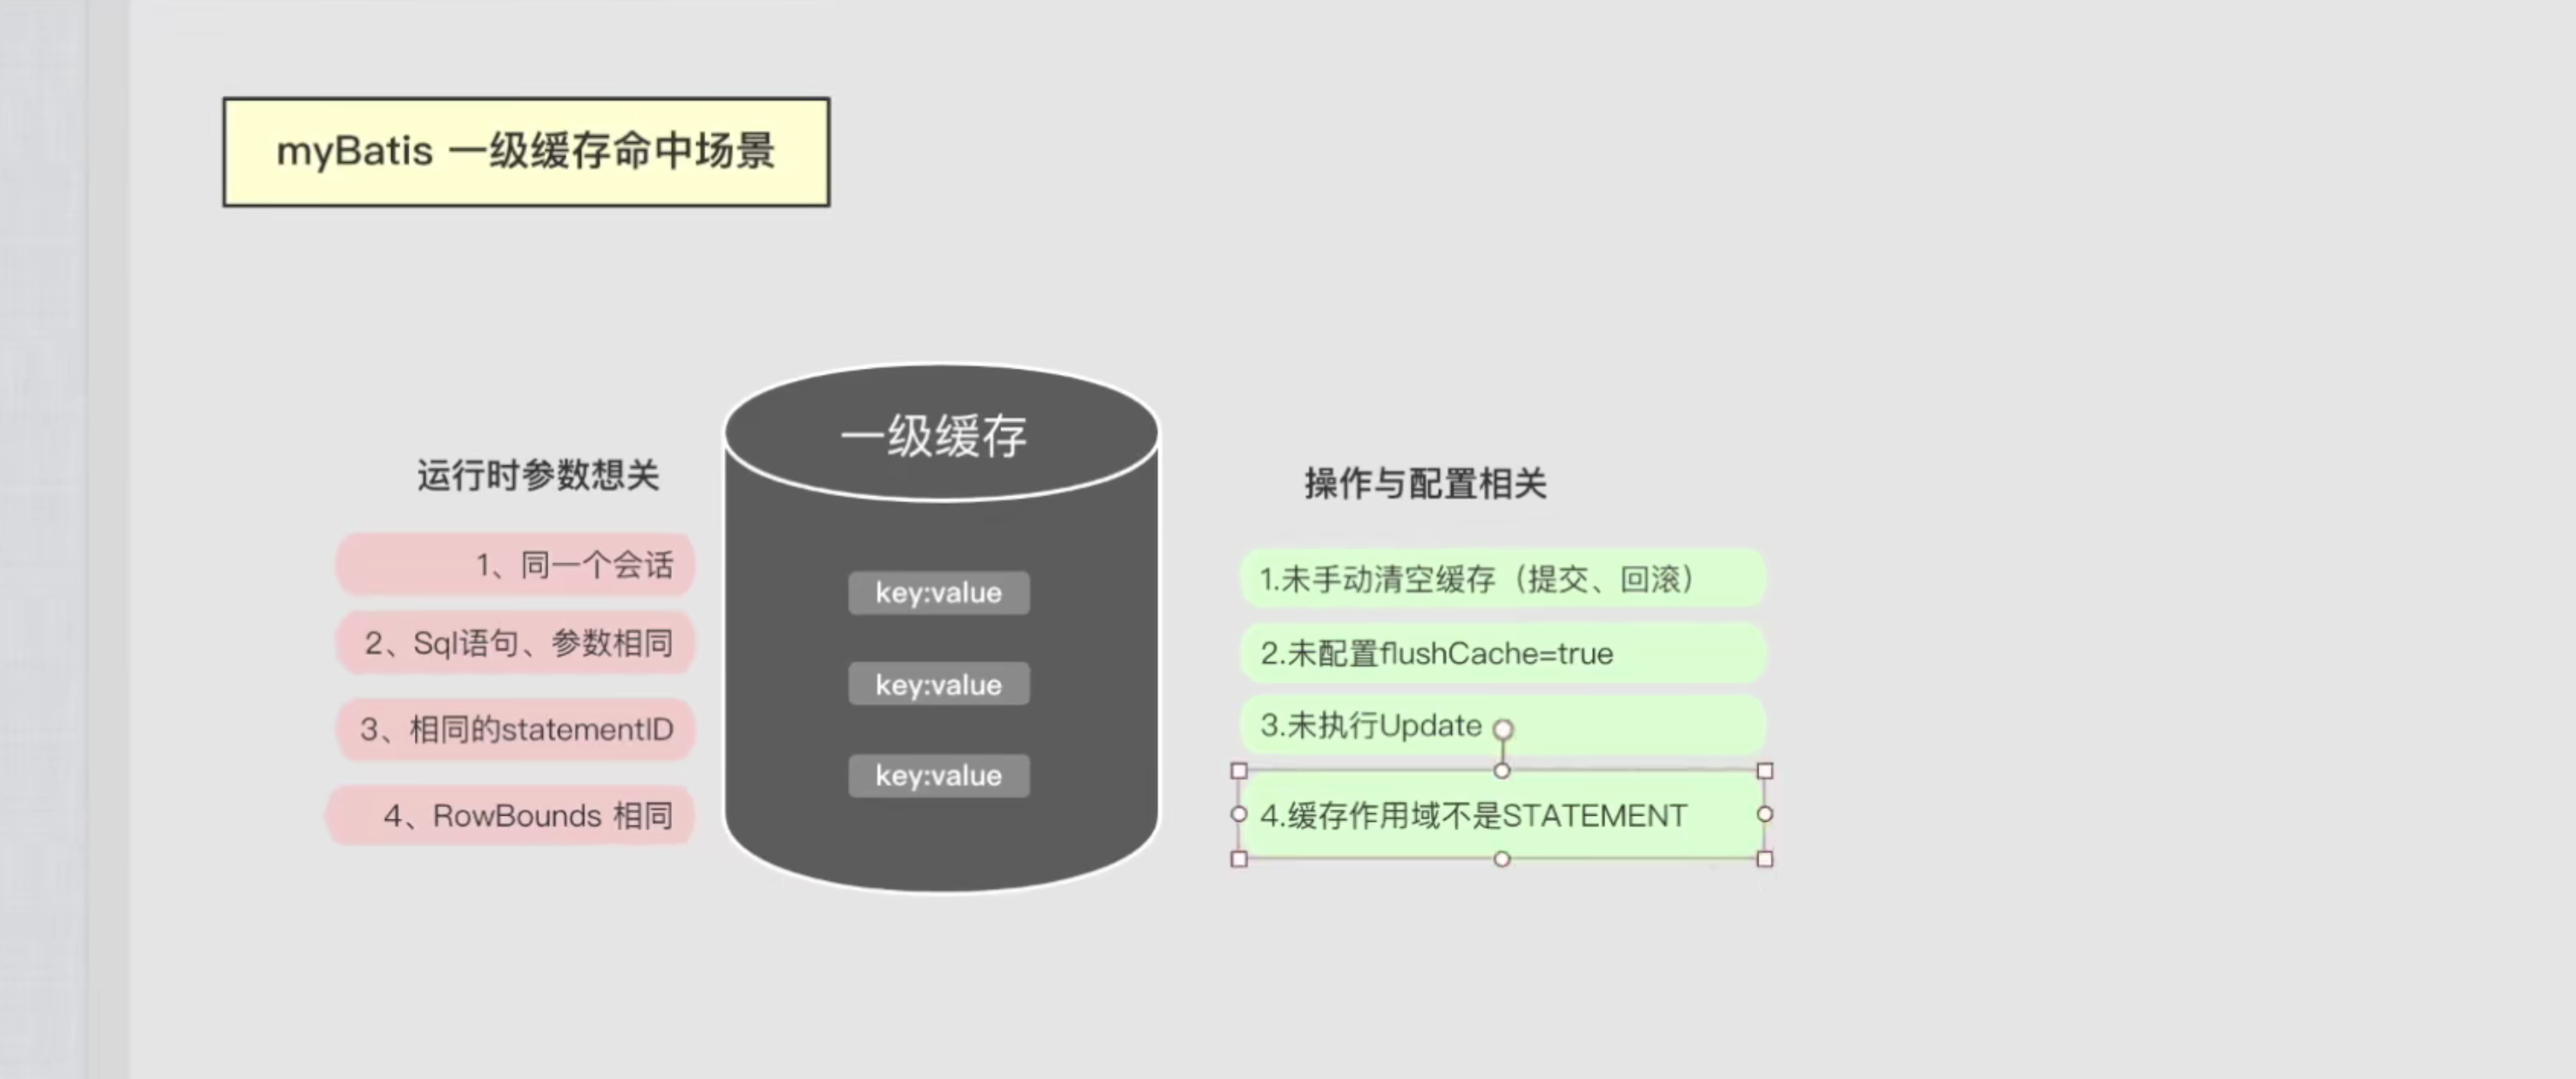 myBatis 一级缓存命中场景
一级缓存
运行时参数想关
1、同一个会话
2、Sql语句、参数相同
3、相同的statementID
4、RowBounds 相同
key:value
key:value
key:value
操作与配置相关
1.未手动清空缓存（提交、回滚）
2.未配置flushCache=true
3.未执行Update
4.缓存作用域不是STATEMENT